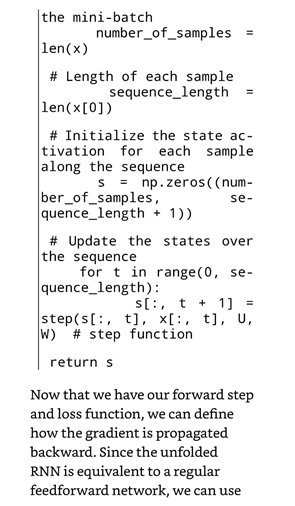 the mini-batch
number_of_samples =
len(x)
# Length of each sample
sequence_length =
len(x[0])
# Initialize the state ac-
tivation for each sample
along the sequence
s = np.zeros((num-
ber_of_samples, se-
quence_length + 1))
# Update the states over
the sequence
for t in range(0, se-
quence_length):
s[:, t + 1] =
step(s[:, t], x[:, t], U,
W) # step function
return s
Now that we have our forward step
and loss function, we can define
how the gradient is propagated
backward. Since the unfolded
RNN is equivalent to a regular
feedforward network, we can use